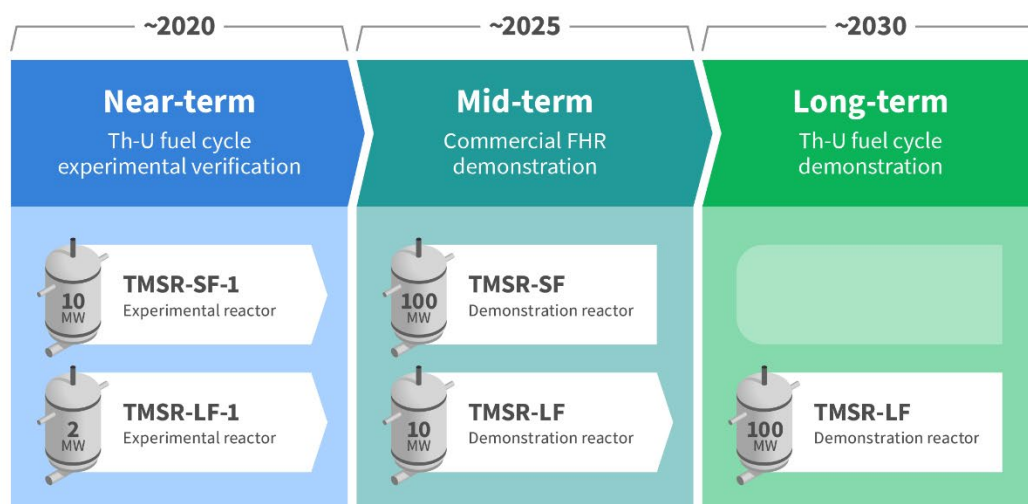 ~2020
~2025
~2030
Near-term
Th-U fuel cycle
experimental verification
Mid-term
Commercial FHR
demonstration
Long-term
Th-U fuel cycle
demonstration
10
MW
TMSR-SF-1
Experimental reactor
100
MW
TMSR-SF
Demonstration reactor
2
MW
TMSR-LF-1
Experimental reactor
10
MW
TMSR-LF
Demonstration reactor
100
MW
TMSR-LF
Demonstration reactor